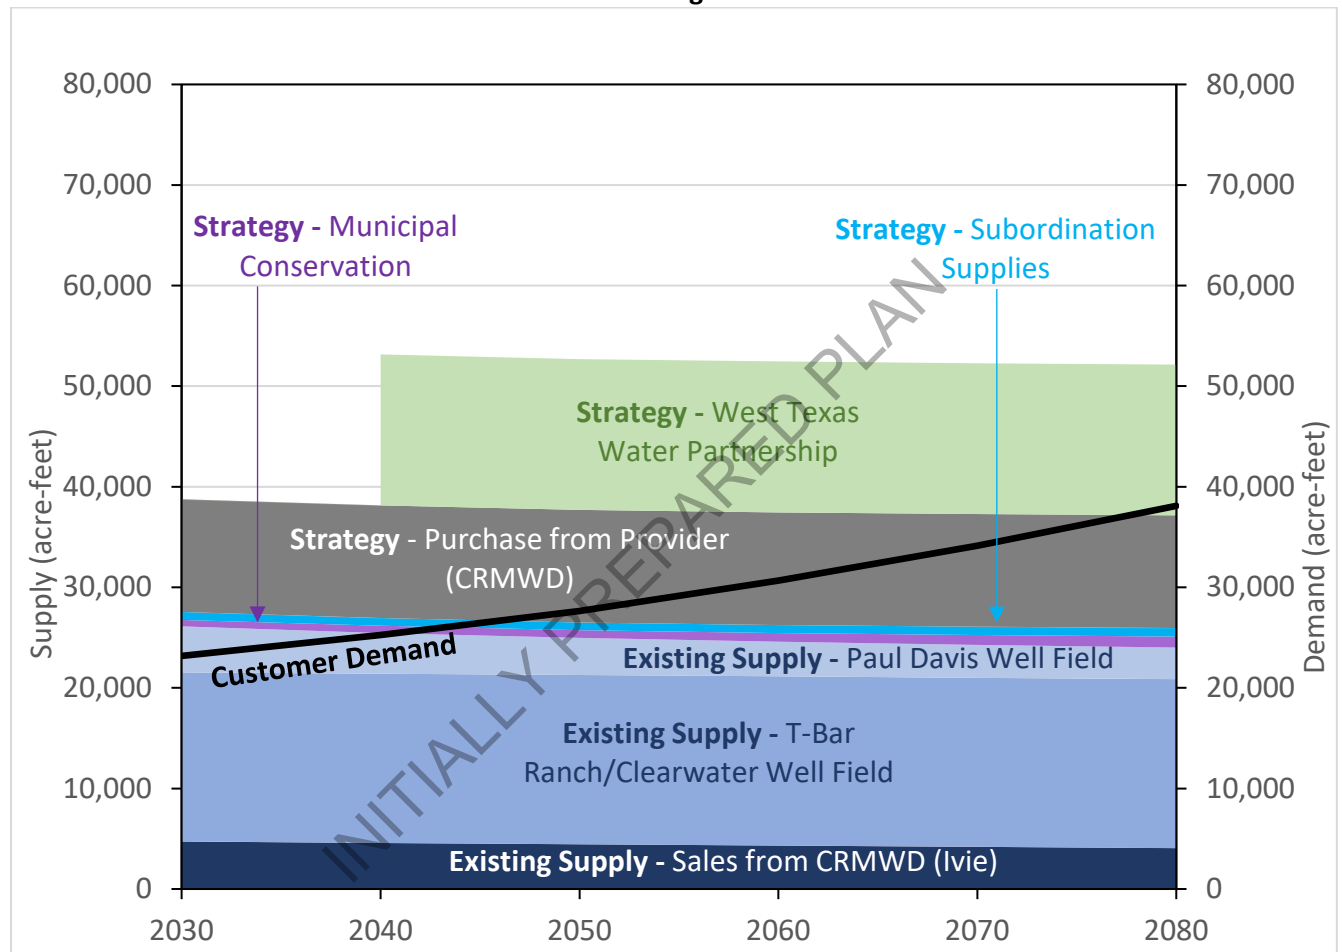 80,000
80,000
70,000
70,000
Strategy - Municipal
Conservation
Strategy - Subordination
Supplies
60,000
60,000
50,000
50,000
Strategy - West Texas
Water Partnership
40,000
40,000
Strategy - Purchase from Provider
(CRMWD)
30,000
30,000
Customer Demand
Existing Supply - Paul Davis Well Field
20,000
20,000
Existing Supply - T-Bar
Ranch/Clearwater Well Field
10,000
10,000
Existing Supply - Sales from CRMWD (Ivie)
0
0
2030 2040 2050 2060 2070 2080
Supply (acre-feet)
Demand (acre-feet)
INITIALLY PREPARED PLAN